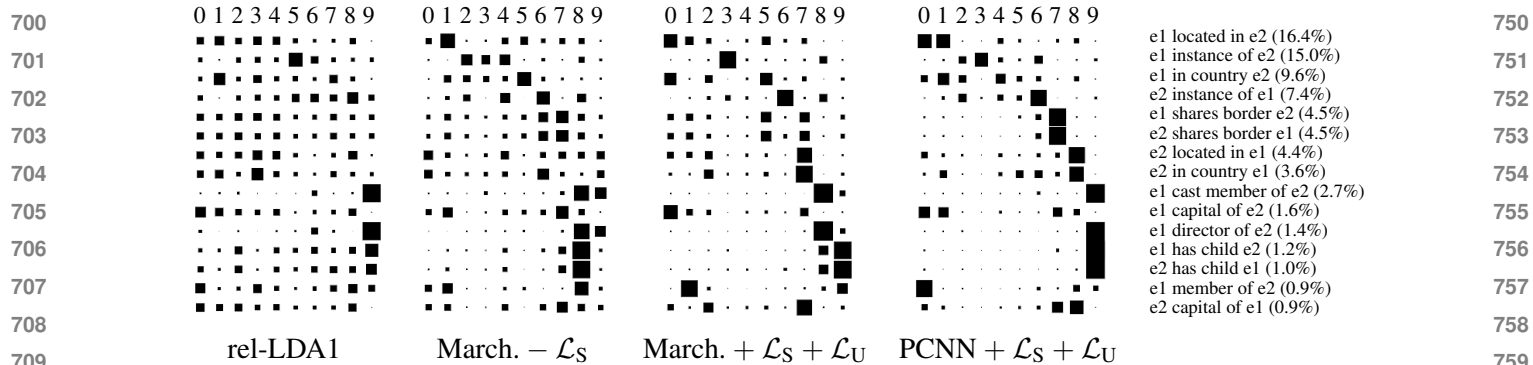 700 0 1 2 3 4 5 6 7 8 9 0 1 2 3 4 5 6 7 8 9 0 1 2 3 4 5 6 7 8 9 0 1 2 3 4 5 6 7 8 9 750
e1 located in e2 (16.4%)
701 e1 instance of e2 (15.0%) 751
e1 in country e2 (9.6%)
702 e2 instance of e1 (7.4%) 752
e1 shares border e2 (4.5%)
703 e2 shares border e1 (4.5%) 753
e2 located in e1 (4.4%)
704 e2 in country e1 (3.6%) 754
e1 cast member of e2 (2.7%)
705 e1 capital of e2 (1.6%) 755
e1 director of e2 (1.4%)
706 e1 has child e2 (1.2%) 756
e2 has child e1 (1.0%)
707 e1 member of e2 (0.9%) 757
e2 capital of e1 (0.9%)
708 758
709 rel-LDA1 March. − ℒS March. + ℒS + ℒU PCNN + ℒS + ℒU 759